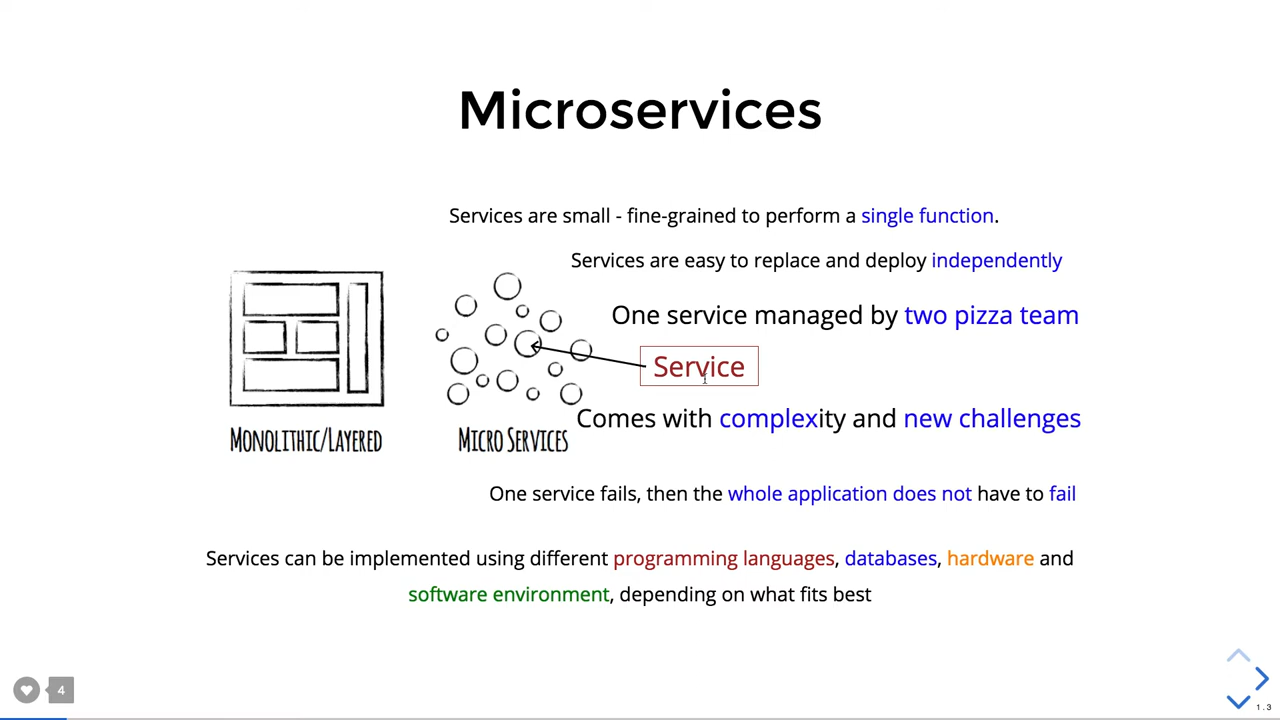 Microservices
Services are small - fine-grained to perform a single function.
Services are easy to replace and deploy independently
One service managed by two pizza team
Service
Comes with complexity and new challenges
MONOLITHIC/LAYERED
MICRO SERVICES
One service fails, then the whole application does not have to fail
Services can be implemented using different programming languages, databases, hardware and
software environment, depending on what fits best
4
1.3